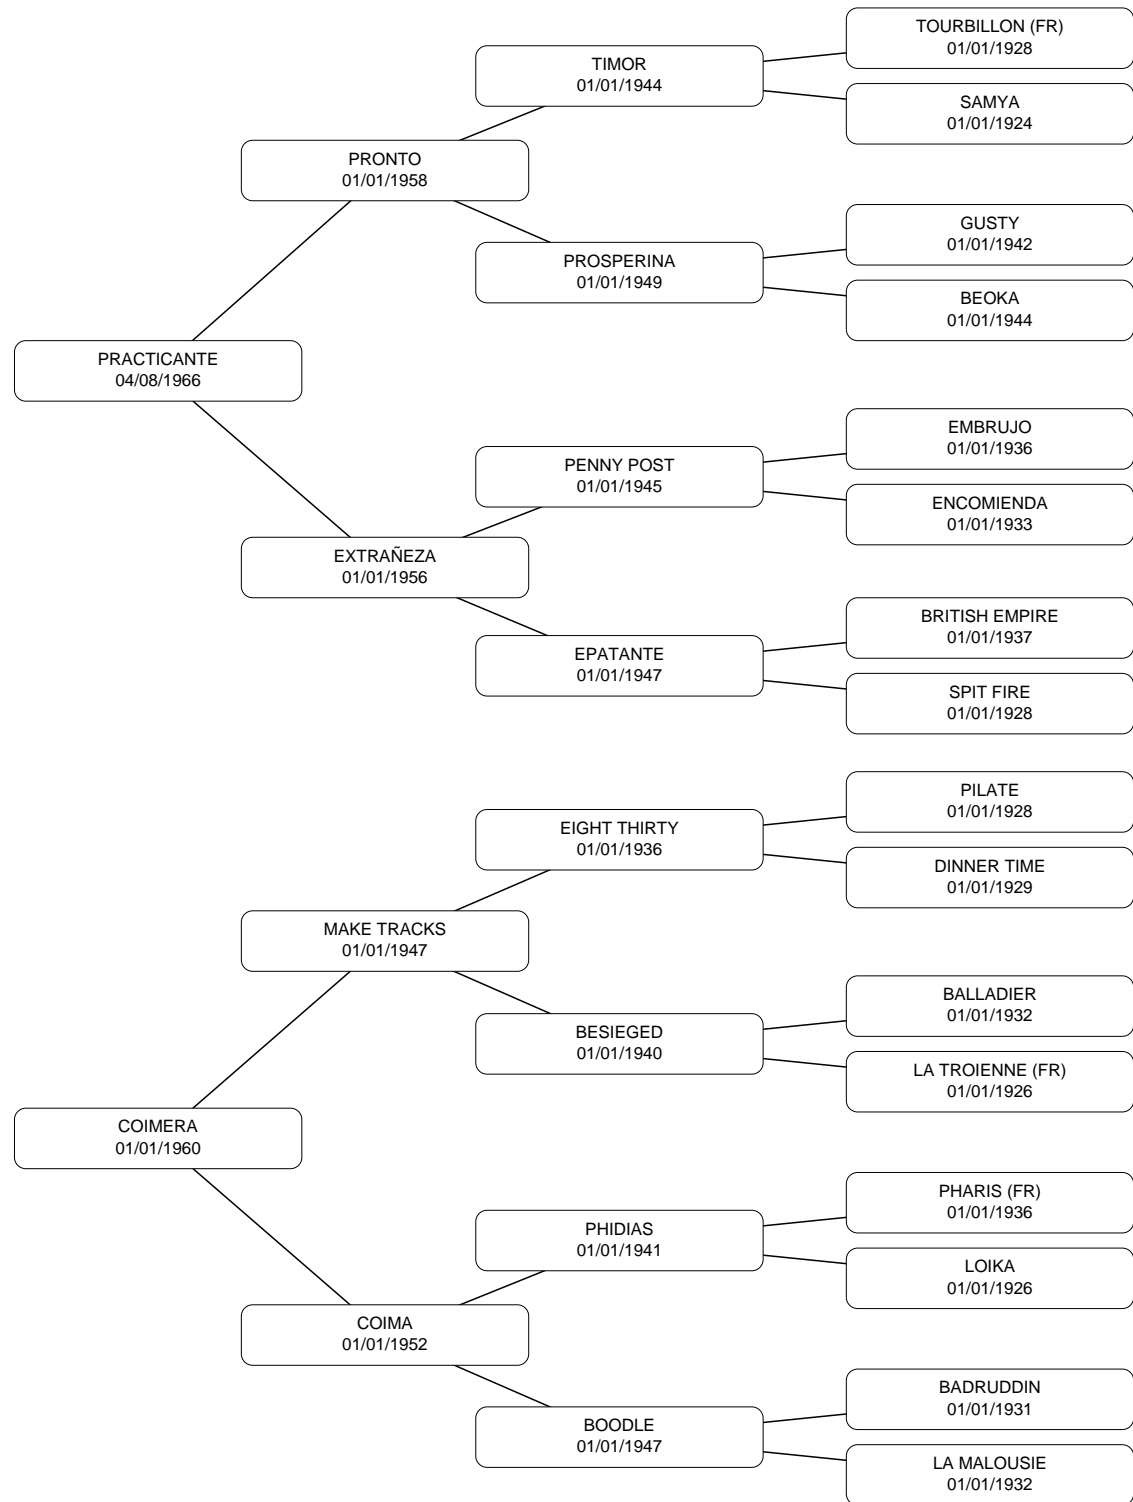 TOURBILLON (FR)
01/01/1928
TIMOR
01/01/1944
SAMYA
01/01/1924
PRONTO
01/01/1958
GUSTY
01/01/1942
PROSPERINA
01/01/1949
BEOKA
01/01/1944
PRACTICANTE
04/08/1966
EMBRUJO
01/01/1936
PENNY POST
01/01/1945
ENCOMIENDA
01/01/1933
EXTRAÑEZA
01/01/1956
BRITISH EMPIRE
01/01/1937
EPATANTE
01/01/1947
SPIT FIRE
01/01/1928
PILATE
01/01/1928
EIGHT THIRTY
01/01/1936
DINNER TIME
01/01/1929
MAKE TRACKS
01/01/1947
BALLADIER
01/01/1932
BESIEGED
01/01/1940
LA TROIENNE (FR)
01/01/1926
COIMERA
01/01/1960
PHARIS (FR)
01/01/1936
PHIDIAS
01/01/1941
LOIKA
01/01/1926
COIMA
01/01/1952
BADRUDDIN
01/01/1931
BOODLE
01/01/1947
LA MALOUSIE
01/01/1932